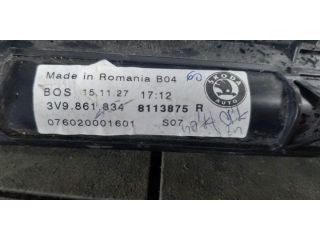 Made in Romania B04
BOS 15.11.27 17:12
3V9.861.834 8113875 R
076020001601 S07
ŠKODA
AUTO